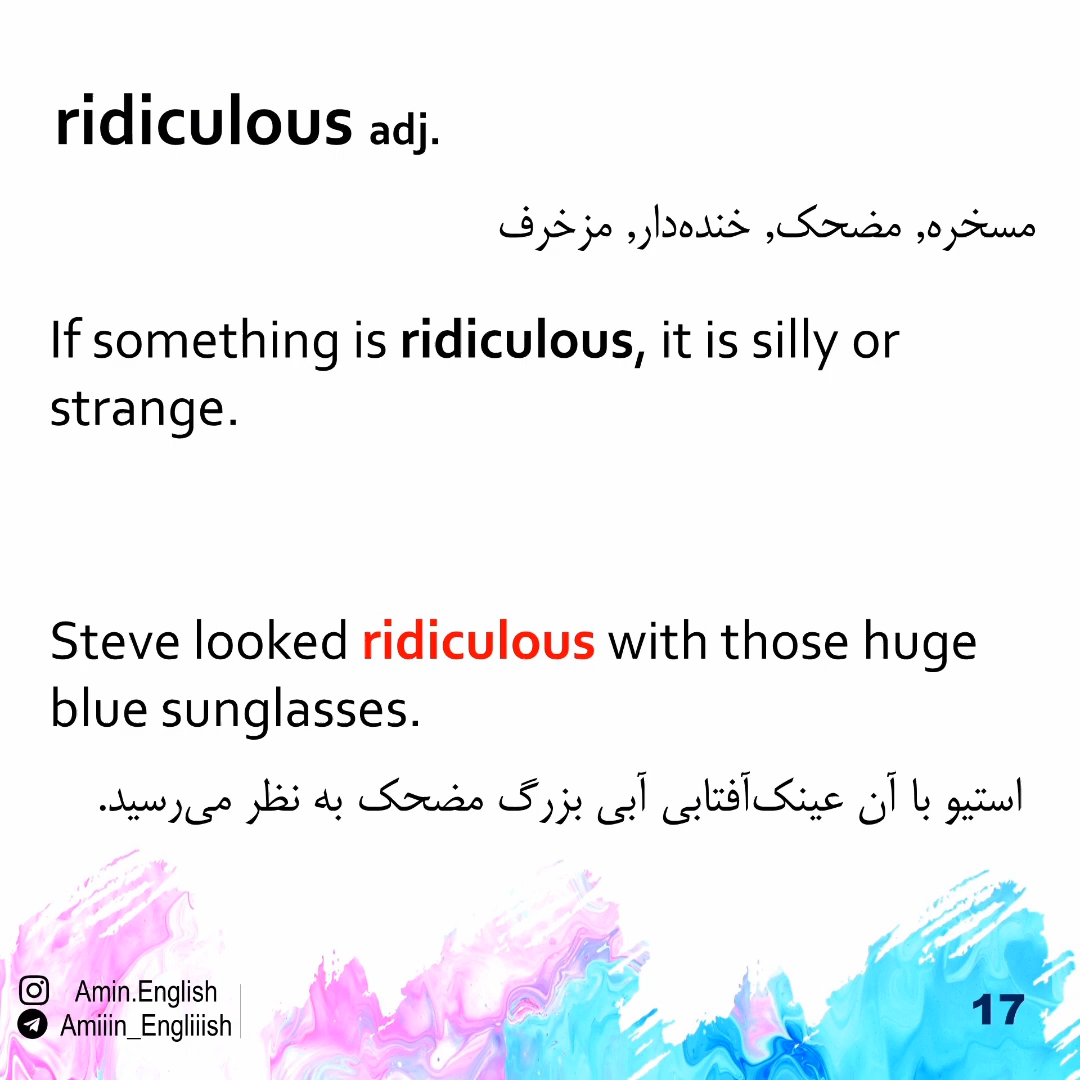 ridiculous adj.
مسخره, مضحک, خنده‌دار, مزخرف
If something is ridiculous, it is silly or
strange.
Steve looked ridiculous with those huge
blue sunglasses.
استیو با آن عینک‌آفتابی آبی بزرگ مضحک به نظر می‌رسید.
Amin.English
Amiiin_Engliiish
17